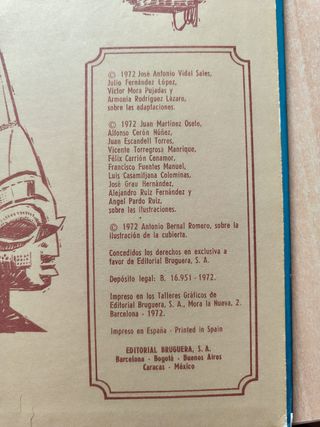 © 1972 José Antonio Vidal Sales,
Julio Fernández López,
Víctor Mora Pujadas y
Armonía Rodríguez Lázaro,
sobre las adaptaciones.
© 1972 Juan Martínez Osete,
Alfonso Cerón Núñez,
Juan Escandell Torres,
Vicente Torregrosa Manrique,
Félix Carrión Cenamor,
Francisco Fuentes Manuel,
Luis Casamitjana Colominas,
José Grau Hernández,
Alejandro Ruiz Fernández y
Angel Pardo Ruiz,
sobre las ilustraciones.
© 1972 Antonio Bernal Romero, sobre la
ilustración de la cubierta.
Concedidos los derechos en exclusiva a
favor de Editorial Bruguera, S. A.
Depósito legal: B. 16.951 - 1972.
Impreso en los Talleres Gráficos de
Editorial Bruguera, S. A., Mora la Nueva, 2.
Barcelona - 1972.
Impreso en España - Printed in Spain
EDITORIAL BRUGUERA, S. A.
Barcelona - Bogotá - Buenos Aires
Caracas - México